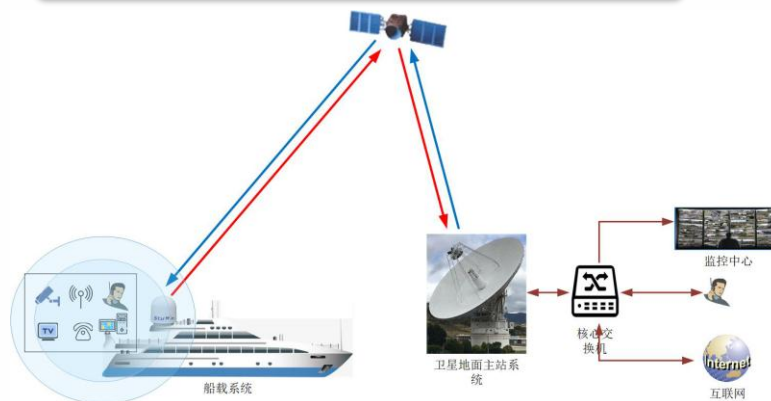 TV
船载系统
卫星地面主站系
统
核心交
换机
监控中心
Internet
互联网